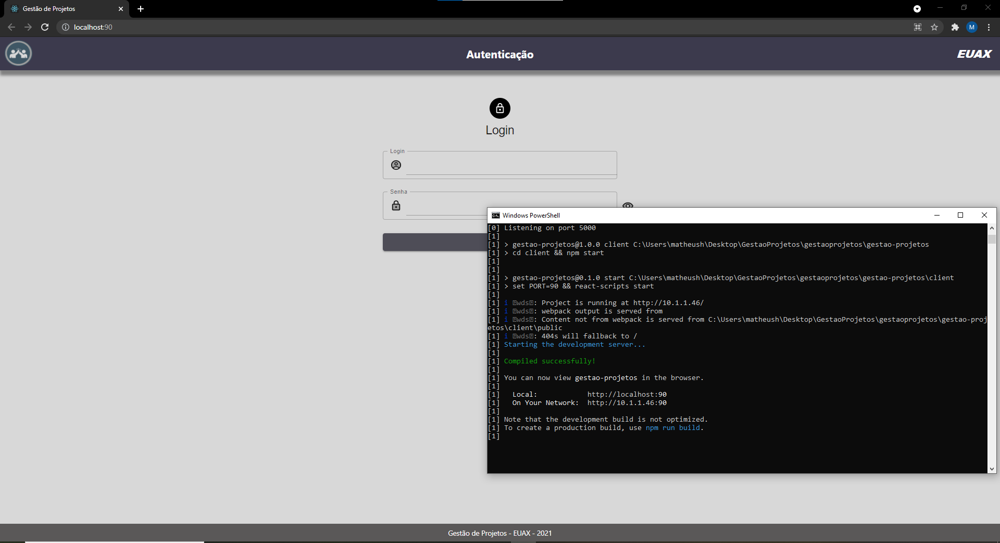 Gestão de Projetos
localhost:90
M
Autenticação
EUAX
Login
Login
Senha
Windows PowerShell
[0] Listening on port 5000
[1]
[1] > gestao-projetos@1.0.0 client C:\Users\matheush\Desktop\GestaoProjetos\gestaoprojetos\gestao-projetos
[1] > cd client && npm start
[1]
[1]
[1] > gestao-projetos@0.1.0 start C:\Users\matheush\Desktop\GestaoProjetos\gestaoprojetos\gestao-projetos\client
[1] > set PORT=90 && react-scripts start
[1]
[1] i wds: Project is running at http://10.1.1.46/
[1] i wds: webpack output is served from
[1] i wds: Content not from webpack is served from C:\Users\matheush\Desktop\GestaoProjetos\gestaoprojetos\gestao-proj
etos\client\public
[1] i wds: 404s will fallback to /
[1] Starting the development server...
[1]
[1] Compiled successfully!
[1]
[1] You can now view gestao-projetos in the browser.
[1]
[1]   Local:            http://localhost:90
[1]   On Your Network:  http://10.1.1.46:90
[1]
[1] Note that the development build is not optimized.
[1] To create a production build, use npm run build.
[1]
Gestão de Projetos - EUAX - 2021